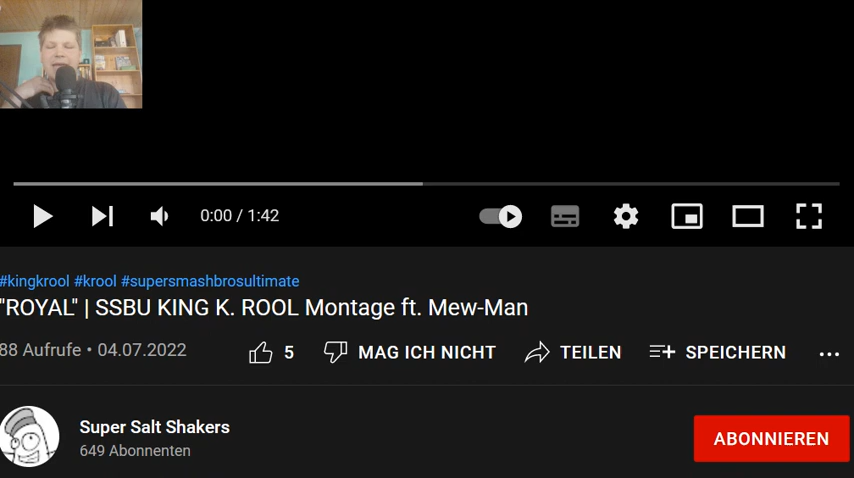 0:00 / 1:42
#kingkrool #krool #supersmashbrosultimate
"ROYAL" | SSBU KING K. ROOL Montage ft. Mew-Man
88 Aufrufe • 04.07.2022 5 MAG ICH NICHT TEILEN SPEICHERN
Super Salt Shakers
649 Abonnenten
ABONNIEREN